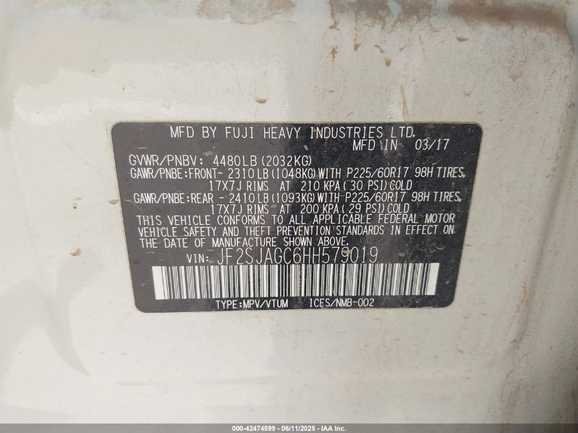 MFD BY FUJI HEAVY INDUSTRIES LTD.
MFD IN 03/17
GVWR/PNBV: 4480LB(2032KG)
GAWR/PNBE:FRONT- 2310LB(1048KG)WITH P225/60R17 98H TIRES,
17X7J RIMS AT 210 KPA(30 PSI)COLD
GAWR/PNBE:REAR - 2410LB(1093KG)WITH P225/60R17 98H TIRES,
17X7J RIMS AT 200 KPA(29 PSI)COLD
THIS VEHICLE CONFORMS TO ALL APPLICABLE FEDERAL MOTOR
VEHICLE SAFETY AND THEFT PREVENTION STANDARDS IN EFFECT ON
THE DATE OF MANUFACTURE SHOWN ABOVE.
VIN: JF2SJAGC6HH579019
TYPE:MPV/VTUM ICES/NMB-002
000-42474599 - 06/11/2025 - IAA Inc.